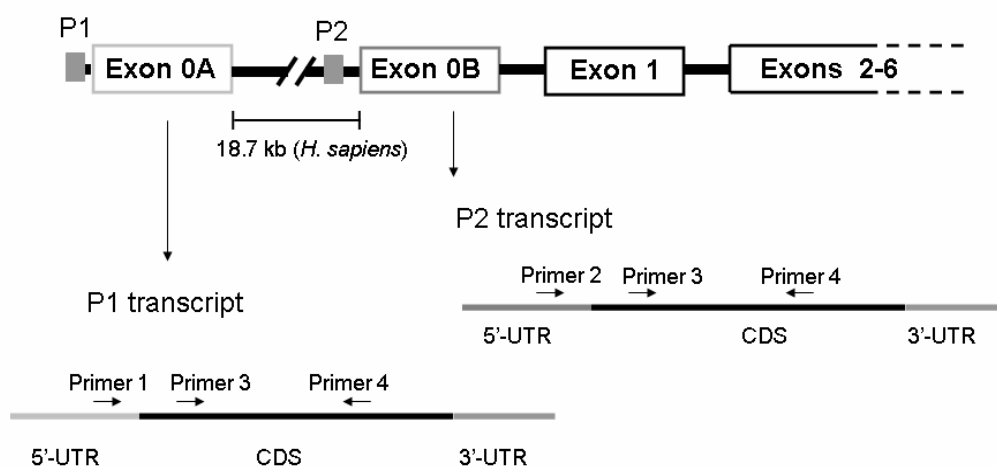 P1
P2
Exon 0A
Exon 0B
Exon 1
Exons 2-6
18.7 kb (H. sapiens)
P2 transcript
P1 transcript
Primer 2
Primer 3
Primer 4
5’-UTR
CDS
3’-UTR
Primer 1
Primer 3
Primer 4
5’-UTR
CDS
3’-UTR